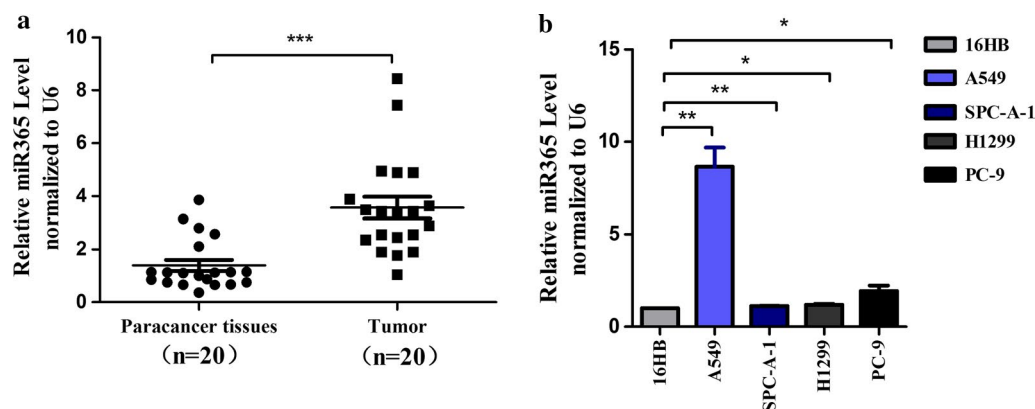 a
Relative miR365 Level
normalized to U6
10
8
6
4
2
0
***
Paracancer tissues
(n=20)
Tumor
(n=20)
b
Relative miR365 Level
normalized to U6
15
10
5
0
*
*
**
**
16HB
A549
SPC-A-1
H1299
PC-9
16HB
A549
SPC-A-1
H1299
PC-9